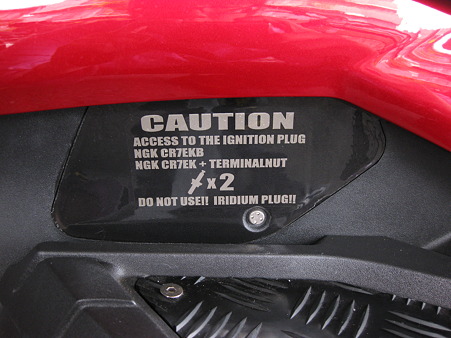 CAUTION
ACCESS TO THE IGNITION PLUG
NGK CR7EKB
NGK CR7EK + TERMINALNUT
x2
DO NOT USE!! IRIDIUM PLUG!!